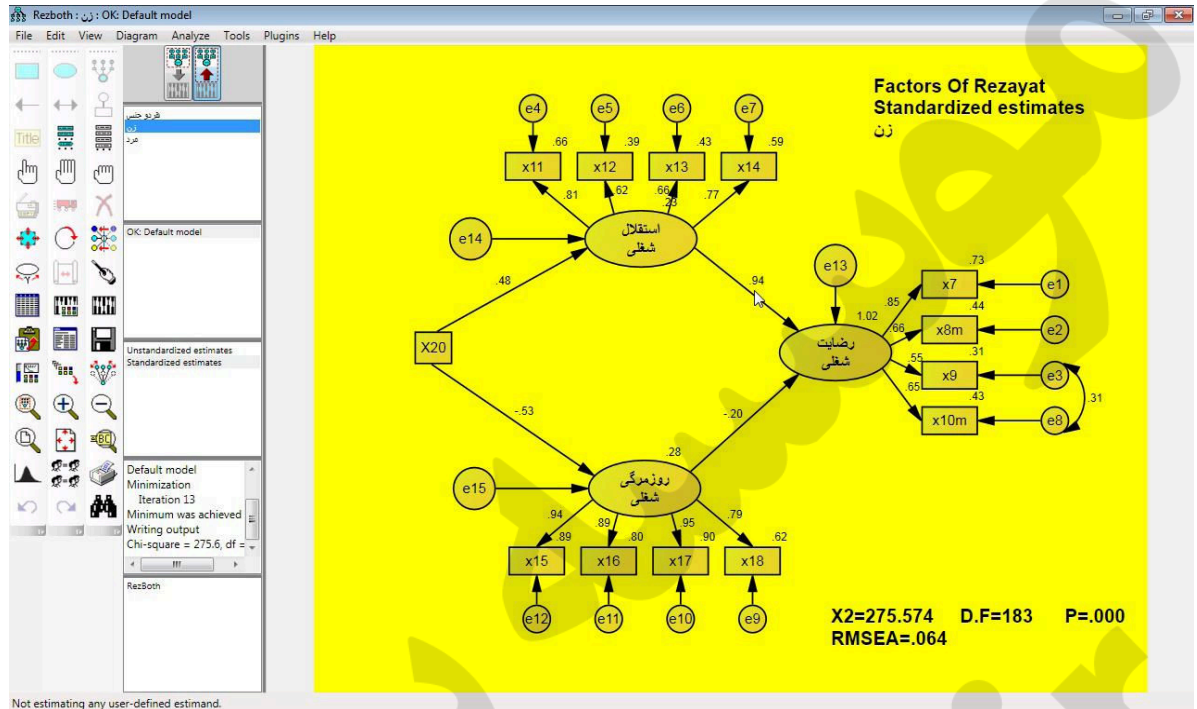 Rezboth : زن : OK: Default model
File Edit View Diagram Analyze Tools Plugins Help
Title
هردو جنس
زن
مرد
OK: Default model
Unstandardized estimates
Standardized estimates
Default model
Minimization
Iteration 13
Minimum was achieved
Writing output
Chi-square = 275.6, df =
RezBoth
Not estimating any user-defined estimand.
Factors Of Rezayat
Standardized estimates
زن
e4 e5 e6 e7
.66 .39 .43 .59
x11 x12 x13 x14
.81 .62 .66 .77
.23
استقلال
شغلی
e14
.48
.94
X20
e13
1.02
رضایت
شغلی
.73
.85 x7 e1
.44
.66 x8m e2
.31
.55 x9 e3
.43
.65 x10m e8
.31
-.53
-.20
.28
روزمرگی
شغلی
e15
.94 .89 .95 .79
.89 .80 .90 .62
x15 x16 x17 x18
e12 e11 e10 e9
X2=275.574 D.F=183 P=.000
RMSEA=.064